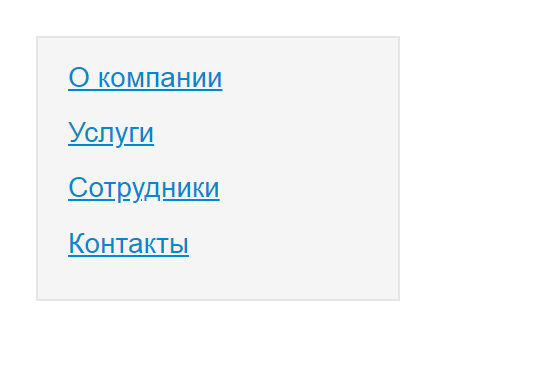 О компании
Услуги
Сотрудники
Контакты